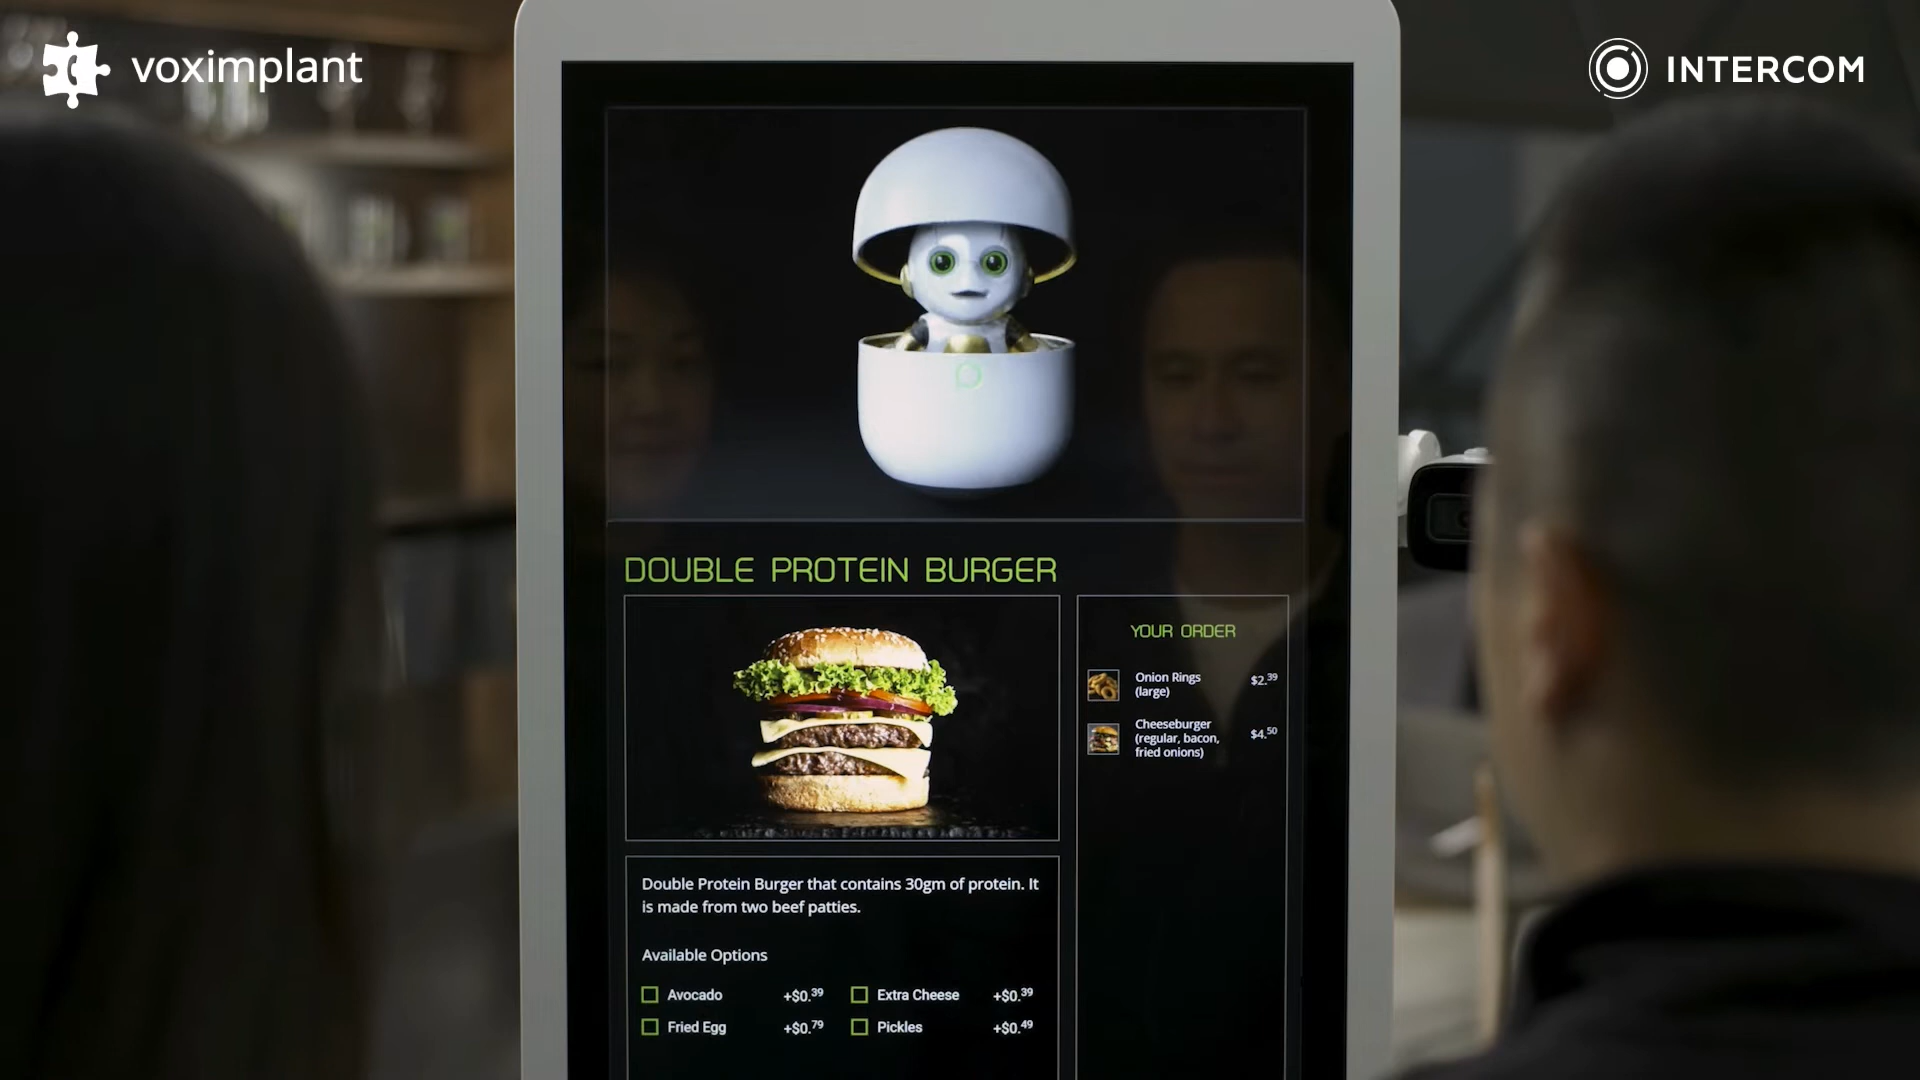 voximplant
INTERCOM
DOUBLE PROTEIN BURGER
YOUR ORDER
Onion Rings
(large)
$2.39
Cheeseburger
(regular, bacon,
fried onions)
$4.50
Double Protein Burger that contains 30gm of protein. It
is made from two beef patties.
Available Options
Avocado +$0.39 Extra Cheese +$0.39
Fried Egg +$0.79 Pickles +$0.49